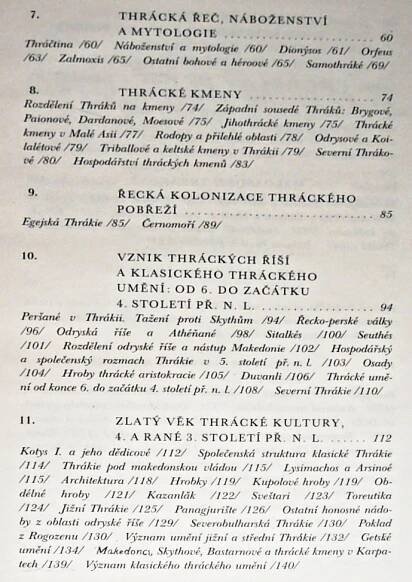 7. THRÁCKÁ ŘEČ, NÁBOŽENSTVÍ
A MYTOLOGIE . . . . . . . . . . . . . . . . . . . . 60
Thráčtina /60/ Náboženství a mytologie /60/ Dionýsos /61/ Orfeus
/63/ Zalmoxis /65/ Ostatní bohové a héroové /65/ Samothráké /69/
8. THRÁCKÉ KMENY . . . . . . . . . . . . . . . . 74
Rozdělení Thráků na kmeny /74/ Západní sousedé Thráků: Brygové,
Paionové, Dardanové, Moesové /75/ Jihothrácké kmeny /75/ Thrácké
kmeny v Malé Asii /77/ Rodopy a přilehlé oblasti /78/ Odrysové a Koi-
lalétové /79/ Triballové a keltské kmeny v Thrákii /79/ Severní Thráko-
vé /80/ Hospodářství thráckých kmenů /83/
9. ŘECKÁ KOLONIZACE THRÁCKÉHO
POBŘEŽÍ . . . . . . . . . . . . . . . . . . . . . . . . 85
Egejská Thrákie /85/ Černomoří /89/
10. VZNIK THRÁCKÝCH ŘÍŠÍ
A KLASICKÉHO THRÁCKÉHO
UMĚNÍ: OD 6. DO ZAČÁTKU
4. STOLETÍ PŘ. N. L. . . . . . . . . . . . . . . . 94
Peršané v Thrákii. Tažení proti Skythům /94/ Řecko-perské války
/96/ Odryská říše a Athéňané /98/ Sitalkés /100/ Seuthés
/101/ Rozdělení odryské říše a nástup Makedonie /102/ Hospodářský
a společenský rozmach Thrákie v 5. století př. n. l. /103/ Osady
/104/ Hroby thrácké aristokracie /105/ Duvanli /106/ Thrácké umě-
ní od konce 6. do začátku 4. století př. n. l. /108/ Severní Thrákie /110/
11. ZLATÝ VĚK THRÁCKÉ KULTURY,
4. A RANÉ 3. STOLETÍ PŘ. N. L. . . . . . . 112
Kotys I. a jeho dědicové /112/ Společenská struktura klasické Thrákie
/114/ Thrákie pod makedonskou vládou /115/ Lysimachos a Arsinoé
/115/ Architektura /118/ Hrobky /119/ Kupolové hroby /119/ Ob-
délné hroby /121/ Kazanlăk /122/ Sveštari /123/ Toreutika
/124/ Jižní Thrákie /125/ Panagjurište /126/ Ostatní honosné nádo-
by z oblasti odryské říše /129/ Severobulharská Thrákie /130/ Poklad
z Rogozenu /130/ Význam umění jižní a střední Thrákie /132/ Getské
umění /134/ Makedonci, Skythové, Bastarnové a thrácké kmeny v Karpa-
tech /139/ Význam klasického thráckého umění /140/